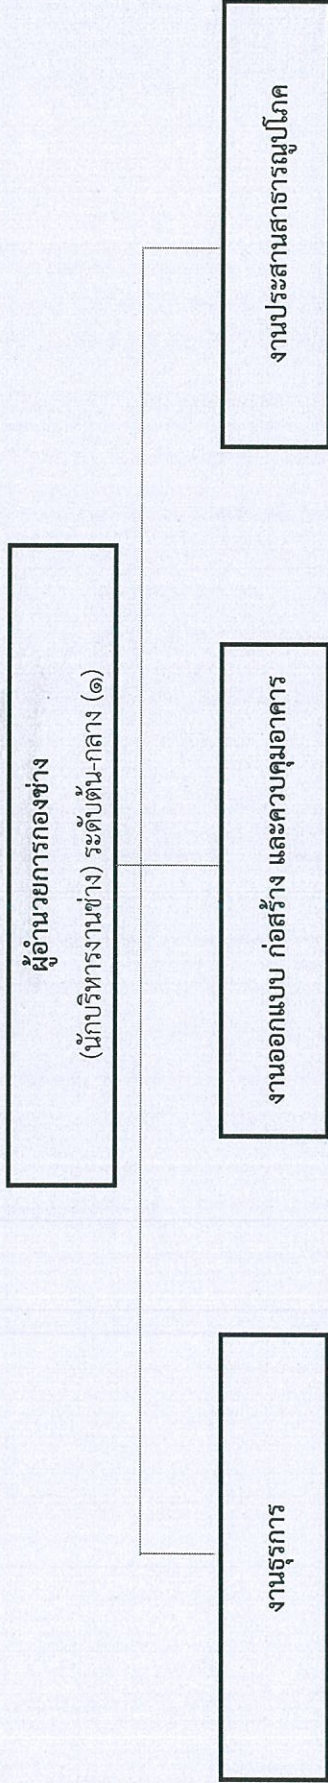 ผู้อำนวยการกองช่าง
(นักบริหารงานช่าง) ระดับต้น-กลาง (๑)
งานธุรการ
งานออกแบบ ก่อสร้าง และควบคุมอาคาร
งานประสานสาธารณูปโภค